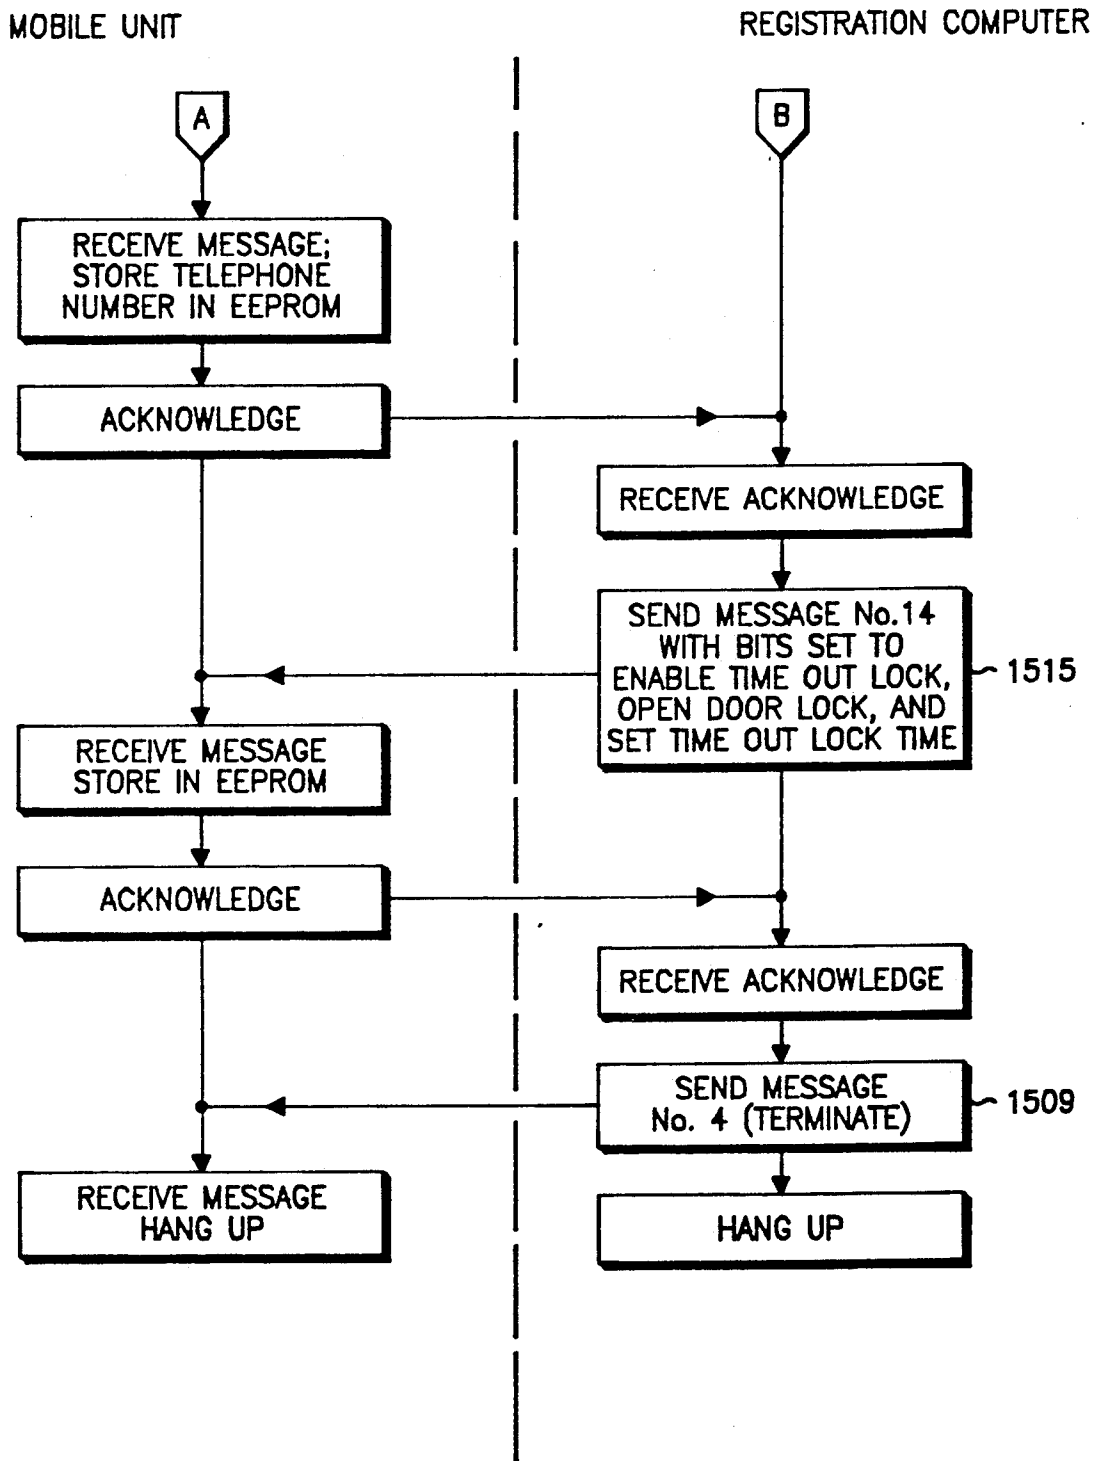 MOBILE UNIT
REGISTRATION COMPUTER
A
B
RECEIVE MESSAGE;
STORE TELEPHONE
NUMBER IN EEPROM
ACKNOWLEDGE
RECEIVE ACKNOWLEDGE
SEND MESSAGE No.14
WITH BITS SET TO
ENABLE TIME OUT LOCK,
OPEN DOOR LOCK, AND
SET TIME OUT LOCK TIME
1515
RECEIVE MESSAGE
STORE IN EEPROM
ACKNOWLEDGE
RECEIVE ACKNOWLEDGE
SEND MESSAGE
No. 4 (TERMINATE)
1509
RECEIVE MESSAGE
HANG UP
HANG UP